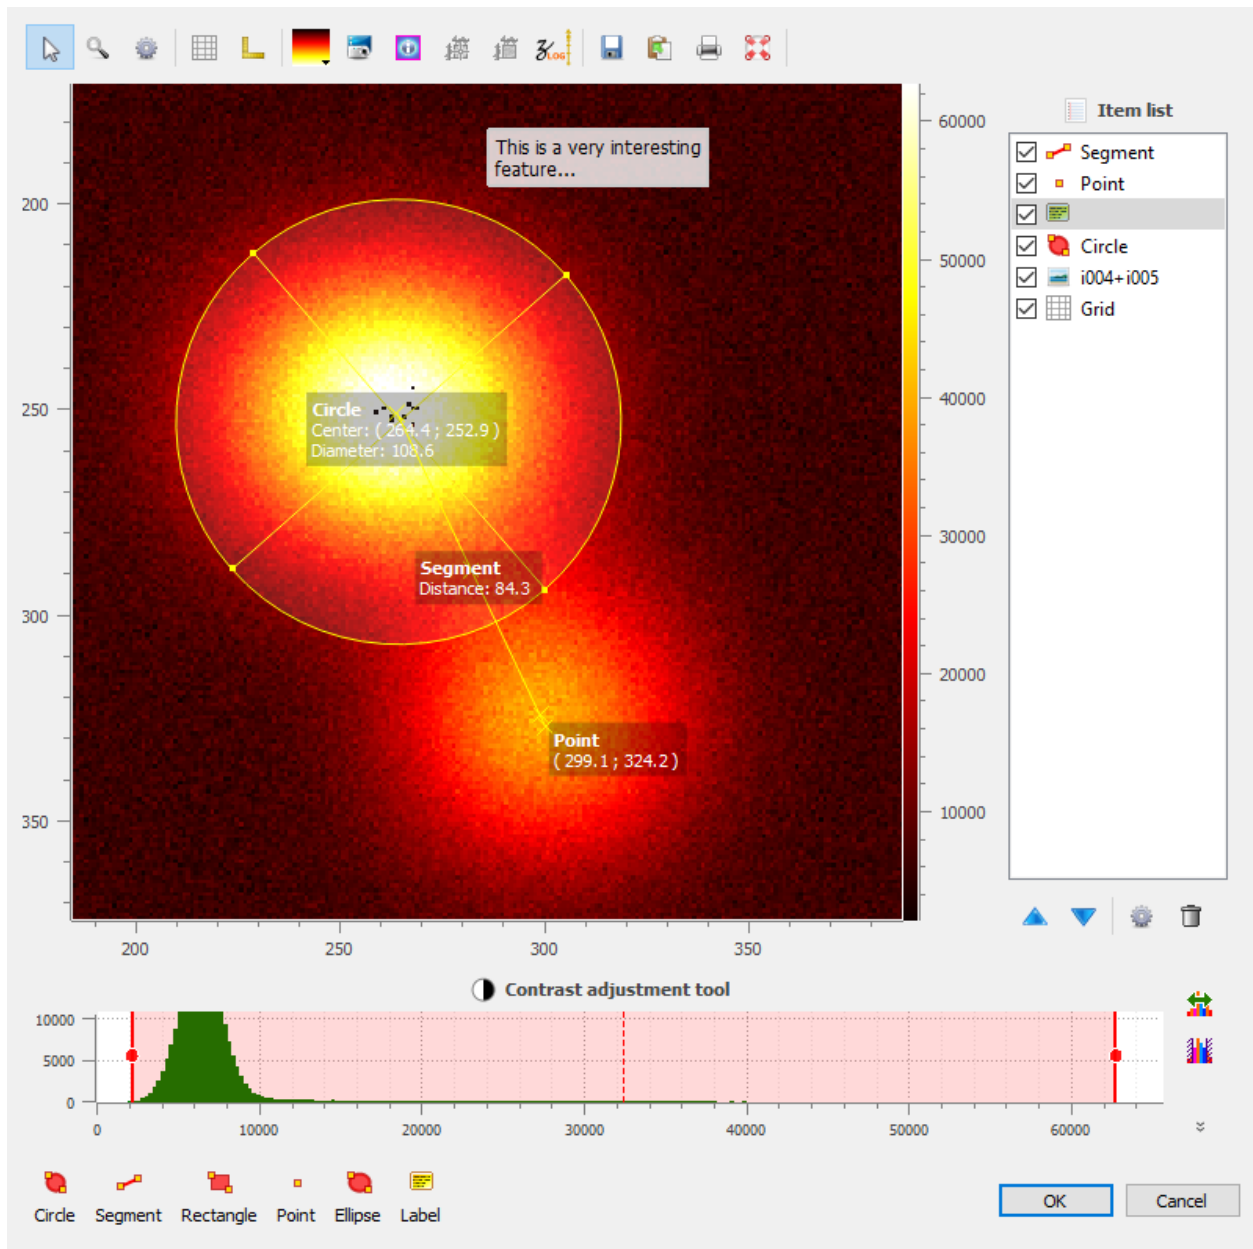 LOG
Item list
Segment
Point
Circle
i004+i005
Grid
This is a very interesting
feature...
200
250
300
350
Circle
Center: ( 264.4 ; 252.9 )
Diameter: 108.6
Segment
Distance: 84.3
Point
( 299.1 ; 324.2 )
60000
50000
40000
30000
20000
10000
200
250
300
350
Contrast adjustment tool
10000
5000
0
0
10000
20000
30000
40000
50000
60000
Circle
Segment
Rectangle
Point
Ellipse
Label
OK
Cancel